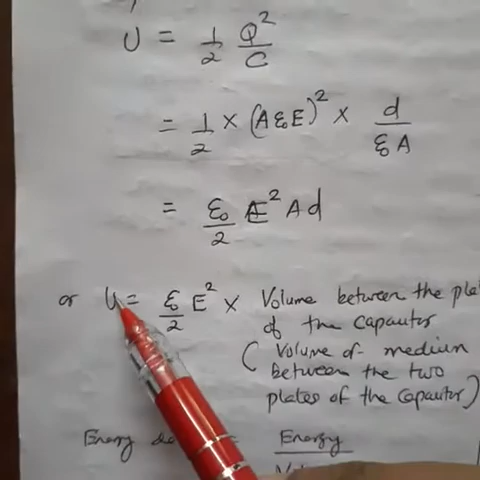 U = 1/2 Q²/C
= 1/2 × (Aε₀E)² × d/ε₀A
= ε₀/2 E² Ad
or U = ε₀/2 E² × Volume between the
of the capacitor
( Volume of medium
between the two
plates of the capacitor)
Energy = Energy